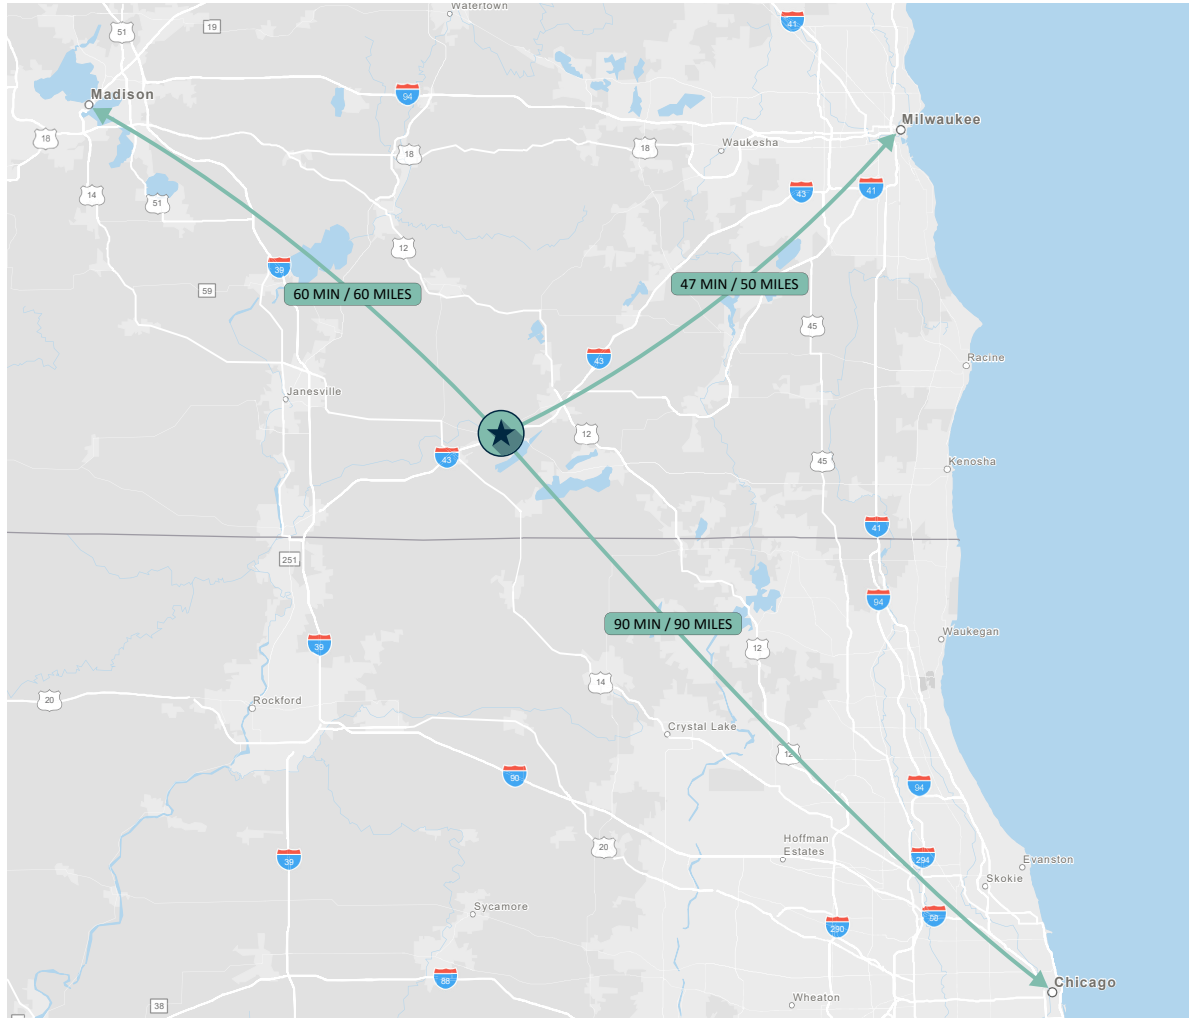 Watertown
41
19
51
94
Madison
Milwaukee
18
Waukesha
18
18
41
43
14
51
12
39
47 MIN / 50 MILES
59
60 MIN / 60 MILES
45
43
Racine
Janesville
12
43
45
Kenosha
41
251
94
90 MIN / 90 MILES
Waukegan
39
12
14
20
Rockford
Crystal Lake
12
90
94
Hoffman
Estates
20
39
294
Evanston
Skokie
Sycamore
58
290
88
Chicago
Wheaton
38